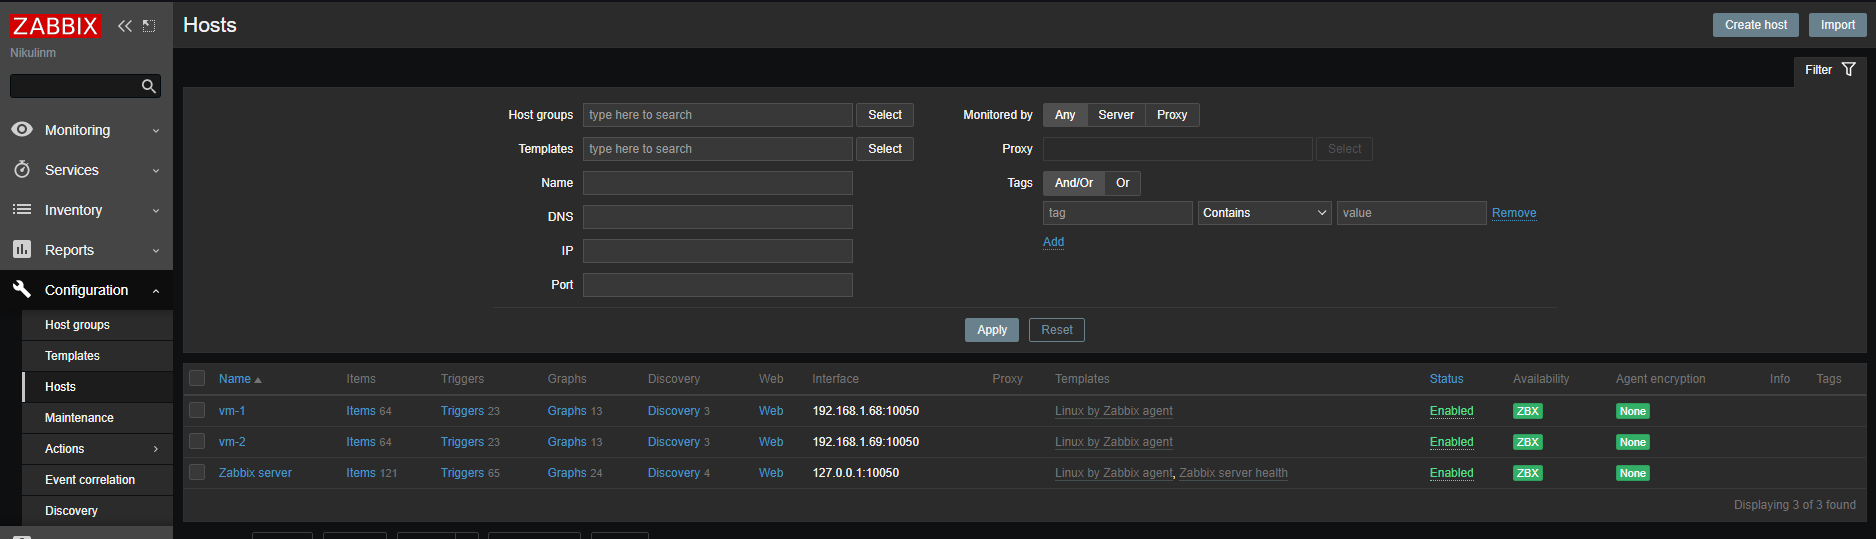 ZABBIX
Nikulinm
Monitoring
Services
Inventory
Reports
Configuration
Host groups
Templates
Hosts
Maintenance
Actions
Event correlation
Discovery
Hosts
Create host Import
Filter
Host groups type here to search Select
Templates type here to search Select
Name
DNS
IP
Port
Monitored by Any Server Proxy
Proxy Select
Tags And/Or Or
tag Contains value Remove
Add
Apply Reset
Name Items Triggers Graphs Discovery Web Interface Proxy Templates Status Availability Agent encryption Info Tags
vm-1 Items 64 Triggers 23 Graphs 13 Discovery 3 Web 192.168.1.68:10050 Linux by Zabbix agent Enabled ZBX None
vm-2 Items 64 Triggers 23 Graphs 13 Discovery 3 Web 192.168.1.69:10050 Linux by Zabbix agent Enabled ZBX None
Zabbix server Items 121 Triggers 65 Graphs 24 Discovery 4 Web 127.0.0.1:10050 Linux by Zabbix agent, Zabbix server health Enabled ZBX None
Displaying 3 of 3 found